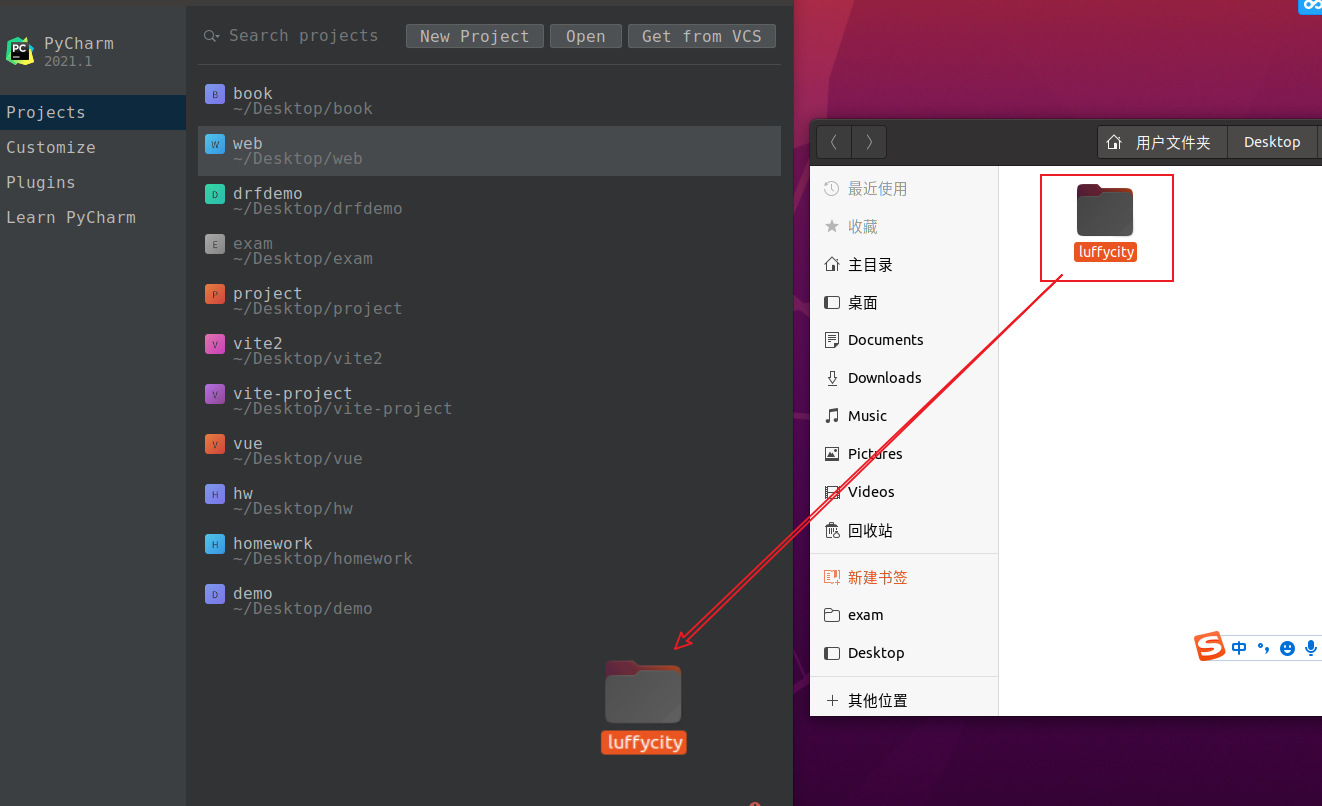 PC
PyCharm
2021.1
Projects
Customize
Plugins
Learn PyCharm
Search projects
New Project
Open
Get from VCS
B
book
~/Desktop/book
W
web
~/Desktop/web
D
drfdemo
~/Desktop/drfdemo
E
exam
~/Desktop/exam
P
project
~/Desktop/project
V
vite2
~/Desktop/vite2
V
vite-project
~/Desktop/vite-project
V
vue
~/Desktop/vue
H
hw
~/Desktop/hw
H
homework
~/Desktop/homework
D
demo
~/Desktop/demo
luffycity
用户文件夹
Desktop
最近使用
收藏
主目录
桌面
Documents
Downloads
Music
Pictures
Videos
回收站
新建书签
exam
Desktop
其他位置
luffycity
S
中